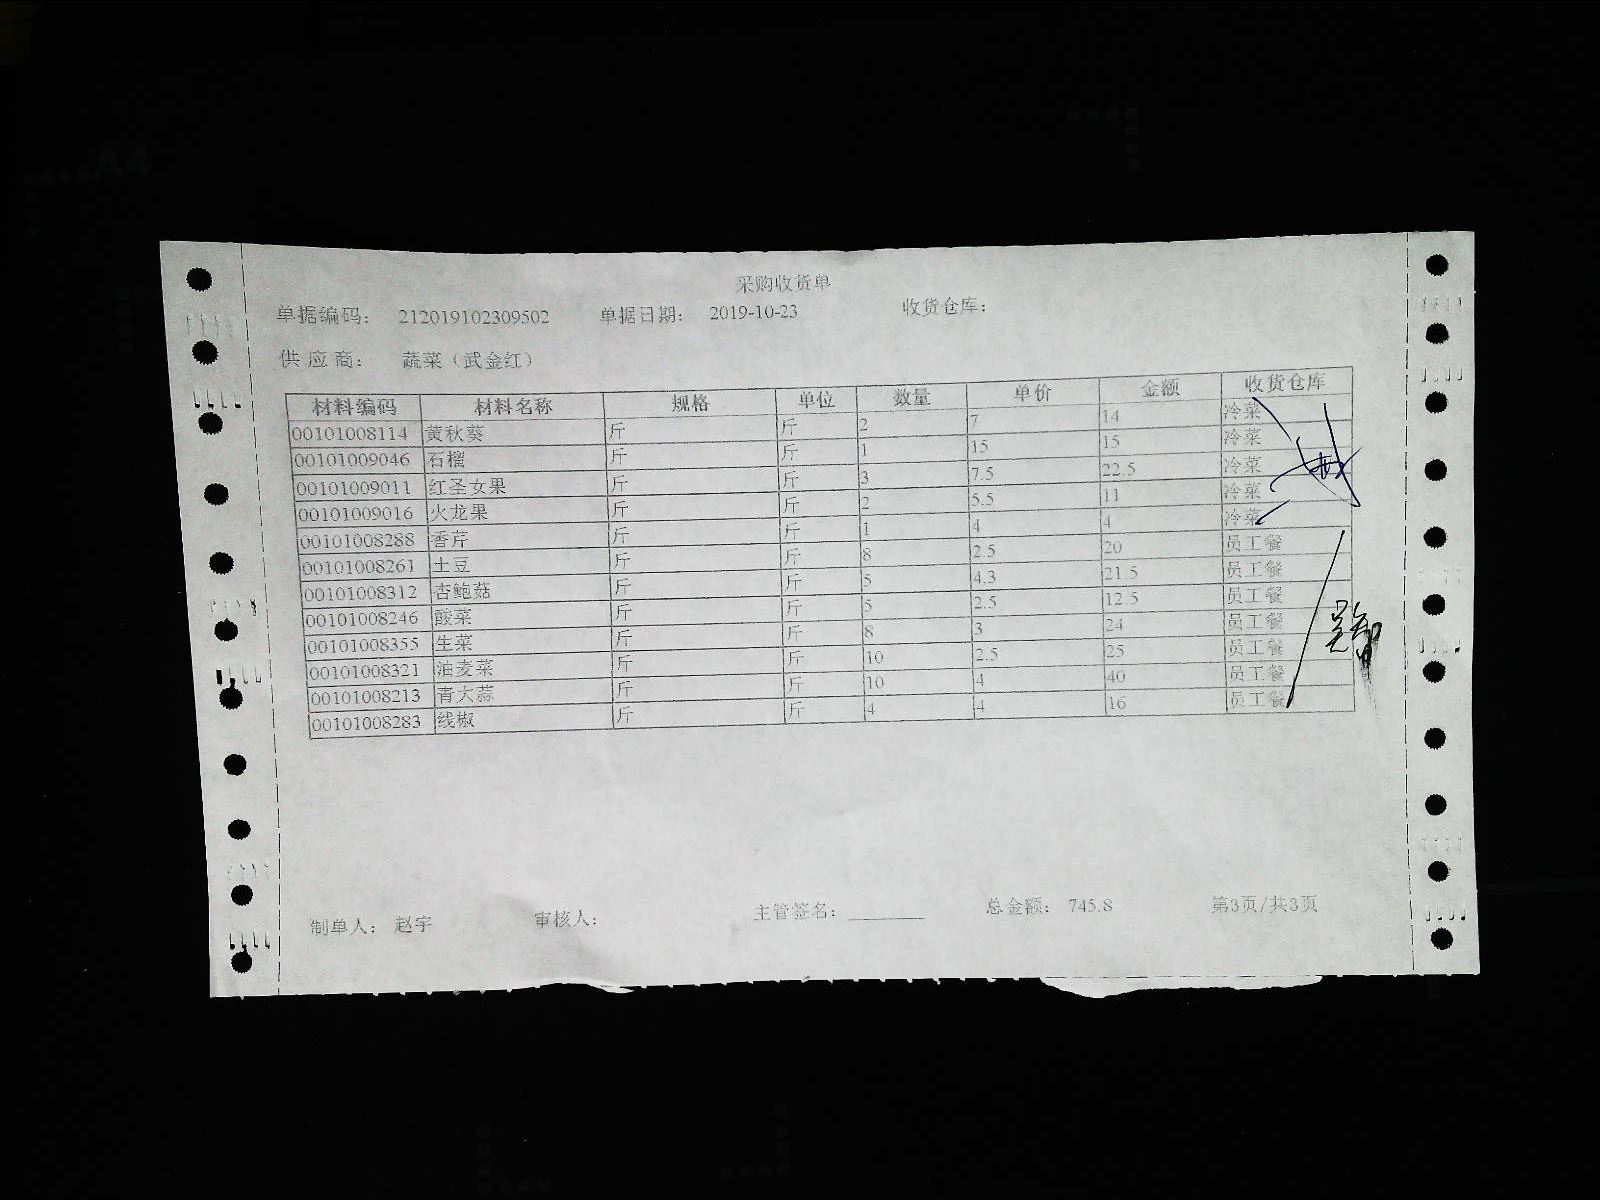 采购收货单
单据编码: 212019102309502 单据日期: 2019-10-23 收货仓库:
供应商: 蔬菜（武金红）
材料编码 材料名称 规格 单位 数量 单价 金额 收货仓库
00101008114 黄秋葵 斤 斤 2 7 14 冷菜
00101009046 石榴 斤 斤 1 15 15 冷菜
00101009011 红圣女果 斤 斤 3 7.5 22.5 冷菜
00101009016 火龙果 斤 斤 2 5.5 11 冷菜
00101008288 香芹 斤 斤 1 4 4 冷菜
00101008261 土豆 斤 斤 8 2.5 20 员工餐
00101008312 杏鲍菇 斤 斤 5 4.3 21.5 员工餐
00101008246 酸菜 斤 斤 5 2.5 12.5 员工餐
00101008355 生菜 斤 斤 8 3 24 员工餐
00101008321 油麦菜 斤 斤 10 2.5 25 员工餐
00101008213 青大蒜 斤 斤 10 4 40 员工餐
00101008283 线椒 斤 斤 4 4 16 员工餐
制单人: 赵宇 审核人: 主管签名: 总金额: 745.8 第3页/共3页